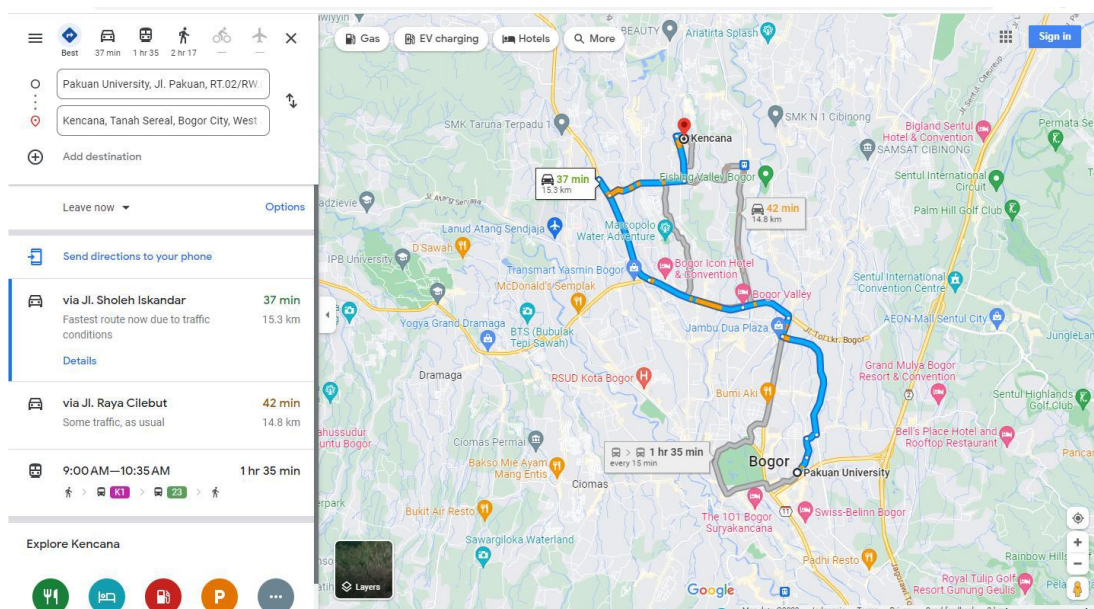 Best
37 min
1 hr 35
2 hr 17
Pakuan University, Jl. Pakuan, RT.02/RW.
Kencana, Tanah Sereal, Bogor City, West
Add destination
Leave now
Options
Send directions to your phone
via Jl. Sholeh Iskandar
37 min
Fastest route now due to traffic
15.3 km
conditions
Details
via Jl. Raya Cilebut
42 min
Some traffic, as usual
14.8 km
9:00 AM—10:35 AM
1 hr 35 min
K1
23
Explore Kencana
Gas
EV charging
Hotels
More
Sign in
BEAUTY
Ariatirta Splash
SMK Taruna Terpadu 1
Kencana
SMK N 1 Cibinong
SAMSAT CIBINONG
Bigland Sentul
Hotel & Convention
Permata Se
37 min
15.3 km
Fishing Valley Bogor
42 min
14.8 km
Sentul International
Circuit
Palm Hill Golf Club
Lanud Atang Sendjaja
Marcopolo
Water Adventure
IPB University
D'Sawah
Transmart Yasmin Bogor
Bogor Icon Hotel
& Convention
McDonald's Semplak
Bogor Valley
Sentul International
Convention Centre
Yogya Grand Dramaga
BTS (Bubulak
Tepi Sawah)
Jambu Dua Plaza
Jl. Tol Lkr. Bogor
AEON Mall Sentul City
JungleLan
Dramaga
RSUD Kota Bogor
Bumi Aki
Grand Mulya Bogor
Resort & Convention
2
Sentul Highlands
Golf Club
Ciomas Permai
1 hr 35 min
every 15 min
Bell's Place Hotel and
Rooftop Restaurant
Bakso Mie Ayam
Mang Entis
Ciomas
Bogor
Pakuan University
11
The 1O1 Bogor
Suryakancana
Swiss-Belinn Bogor
Bukit Air Resto
Sawargiloka Waterland
Padhi Resto
Rainbow Hills
Golf
Royal Tulip Golf
Resort Gunung Geulis
Layers
Google